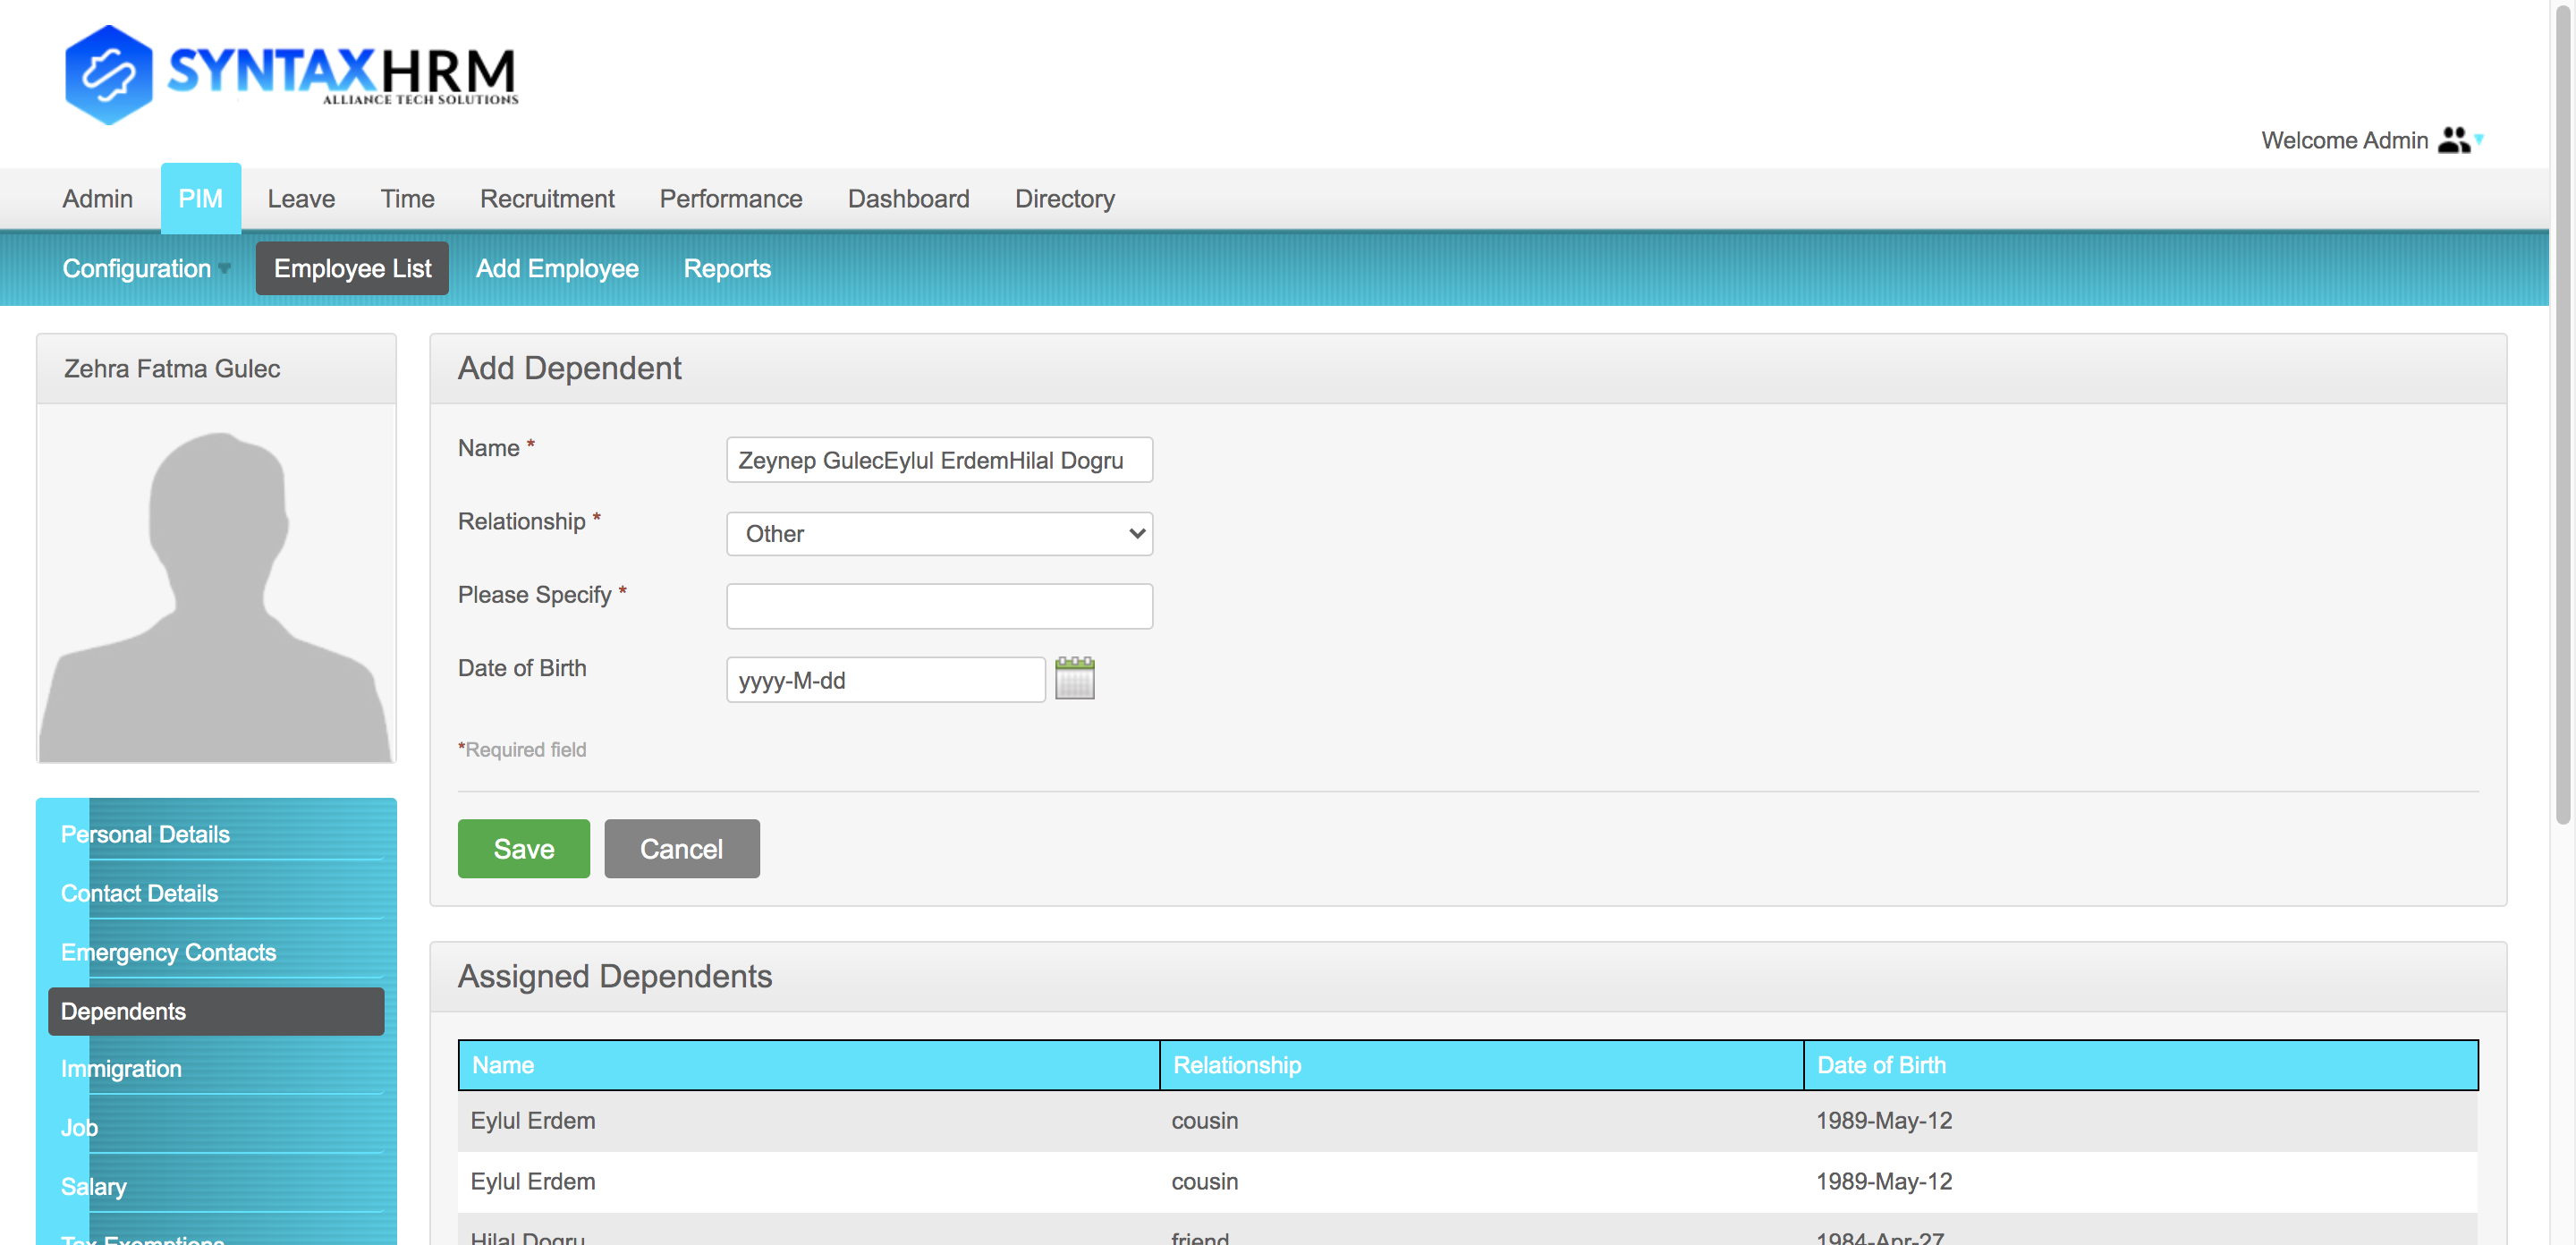 SYNTAXHRM
ALLIANCE TECH SOLUTIONS
Welcome Admin
Admin PIM Leave Time Recruitment Performance Dashboard Directory
Configuration Employee List Add Employee Reports
Zehra Fatma Gulec
Add Dependent
Name *
Zeynep GulecEylul ErdemHilal Dogru
Relationship *
Other
Please Specify *
Date of Birth
yyyy-M-dd
*Required field
Save Cancel
Personal Details
Contact Details
Emergency Contacts
Dependents
Immigration
Job
Salary
Tax Exemptions
Assigned Dependents
Name Relationship Date of Birth
Eylul Erdem cousin 1989-May-12
Eylul Erdem cousin 1989-May-12
Hilal Dogru friend 1984-Apr-27